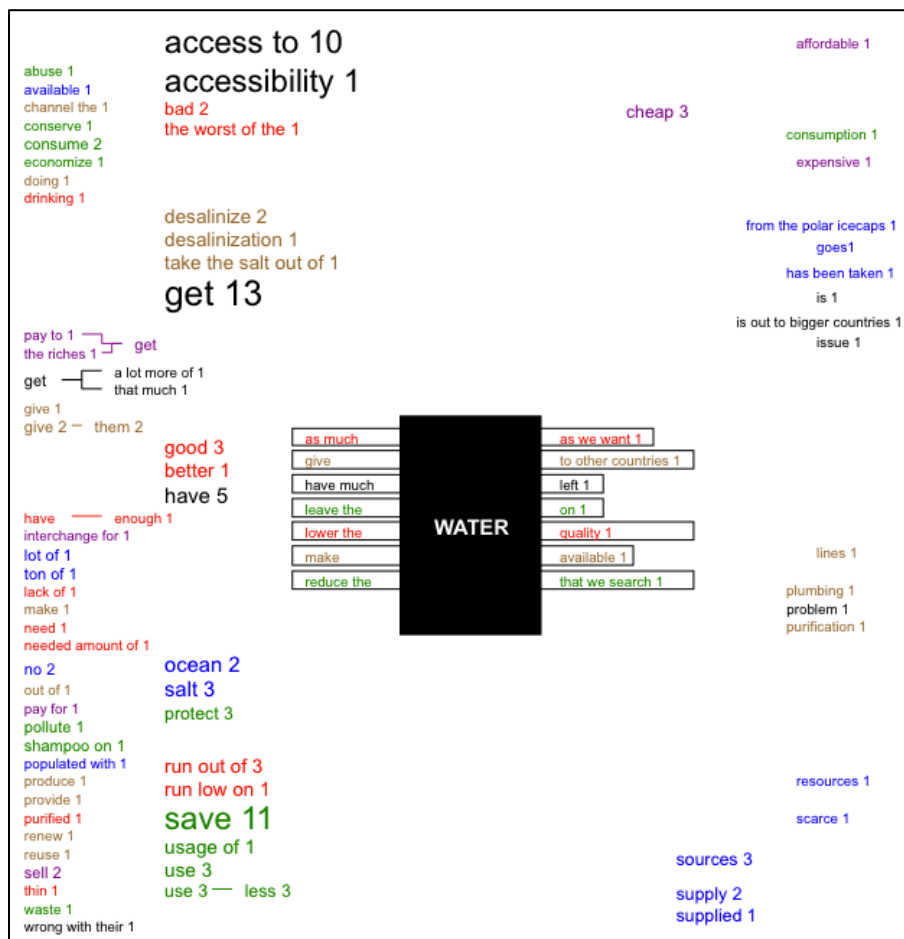 access to 10
accessibility 1
bad 2
the worst of the 1
abuse 1
available 1
channel the 1
conserve 1
consume 2
economize 1
doing 1
drinking 1
desalinize 2
desalinization 1
take the salt out of 1
get 13
pay to 1
the riches 1
get
get
a lot more of 1
that much 1
give 1
give 2
them 2
good 3
better 1
have 5
have
enough 1
interchange for 1
lot of 1
ton of 1
lack of 1
make 1
need 1
needed amount of 1
no 2
out of 1
pay for 1
pollute 1
shampoo on 1
populated with 1
produce 1
provide 1
purified 1
renew 1
reuse 1
sell 2
thin 1
waste 1
wrong with their 1
ocean 2
salt 3
protect 3
run out of 3
run low on 1
save 11
usage of 1
use 3
use 3
less 3
as much
give
have much
leave the
lower the
make
reduce the
WATER
as we want 1
to other countries 1
left 1
on 1
quality 1
available 1
that we search 1
affordable 1
cheap 3
consumption 1
expensive 1
from the polar icecaps 1
goes1
has been taken 1
is 1
is out to bigger countries 1
issue 1
lines 1
plumbing 1
problem 1
purification 1
resources 1
scarce 1
sources 3
supply 2
supplied 1